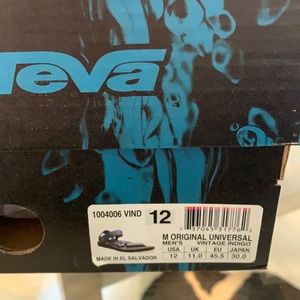 Teva
1004006 VIND 12
M ORIGINAL UNIVERSAL
MEN'S VINTAGE INDIGO
USA UK EU JAPAN
12 11.0 45.5 30.0
MADE IN EL SALVADOR